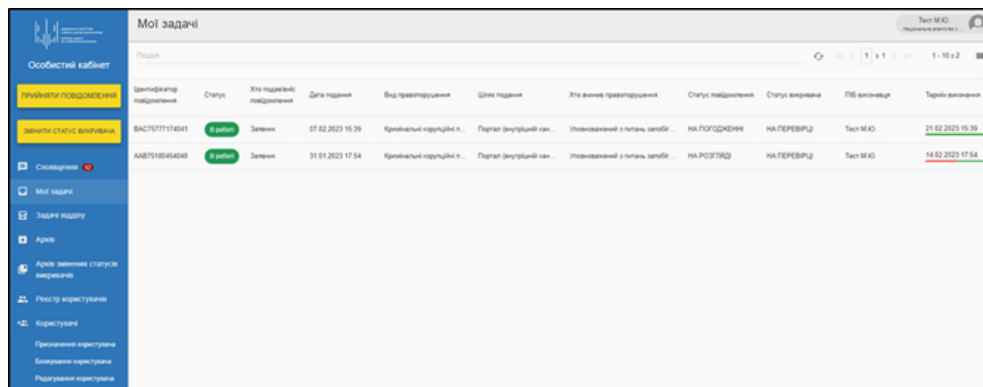 Мої задачі
Тест М.Ю.
Національне агентство з ...
Особистий кабінет
Пошук
1 з 1
1 - 10 з 2
ПРИЙНЯТИ ПОВІДОМЛЕННЯ
ЗМІНИТИ СТАТУС ВИКРИВАЧА
Сповіщення
Мої задачі
Задачі відділу
Архів
Архів змінених статусів
викривачів
Реєстр користувачів
Користувачі
Призначення користувача
Блокування користувача
Редагування користувача
Ідентифікатор повідомлення Статус Хто подав/вніс повідомлення Дата подання Вид правопорушення Шлях подання Хто вчинив правопорушення Статус повідомлення Статус викривача ПІБ виконавця Термін виконання
ВАС75777174041 В роботі Заявник 07.02.2023 15:39 Кримінальні корупційні п... Портал (внутрішній кан... Уповноважений з питань запобіг... НА ПОГОДЖЕННІ НА ПЕРЕВІРЦІ Тест М.Ю. 21.02.2023 15:39
ААВ75180454048 В роботі Заявник 31.01.2023 17:54 Кримінальні корупційні п... Портал (внутрішній кан... Уповноважений з питань запобіг... НА РОЗГЛЯДІ НА ПЕРЕВІРЦІ Тест М.Ю. 14.02.2023 17:54